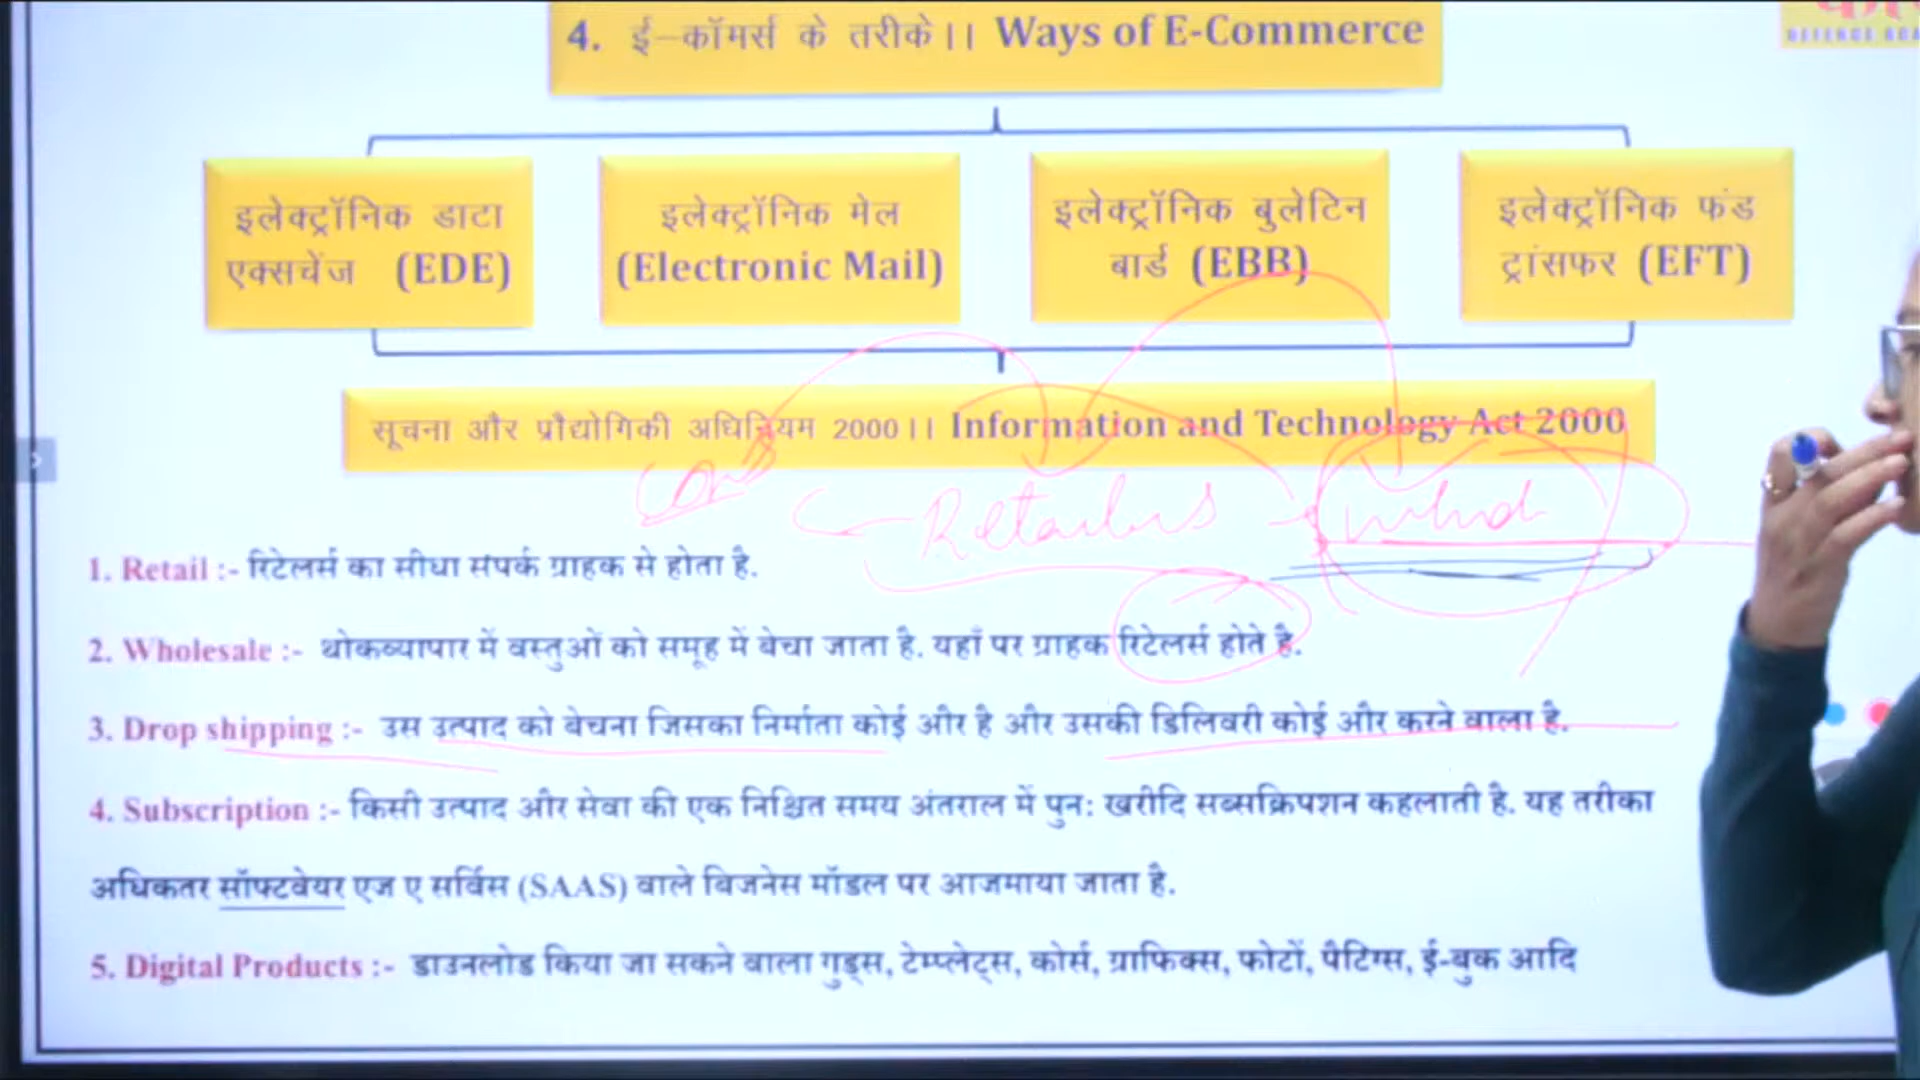 4. ई–कॉमर्स के तरीके।। Ways of E-Commerce
इलेक्ट्रॉनिक डाटा
एक्सचेंज (EDE)
इलेक्ट्रॉनिक मेल
(Electronic Mail)
इलेक्ट्रॉनिक बुलेटिन
बार्ड (EBB)
इलेक्ट्रॉनिक फंड
ट्रांसफर (EFT)
सूचना और प्रौद्योगिकी अधिनियम 2000।। Information and Technology Act 2000
Retailers
1. Retail :- रिटेलर्स का सीधा संपर्क ग्राहक से होता है.
2. Wholesale :- थोकव्यापार में वस्तुओं को समूह में बेचा जाता है. यहाँ पर ग्राहक रिटेलर्स होते है.
3. Drop shipping :- उस उत्पाद को बेचना जिसका निर्माता कोई और है और उसकी डिलिवरी कोई और करने वाला है.
4. Subscription :- किसी उत्पाद और सेवा की एक निश्चित समय अंतराल में पुन: खरीदि सब्सक्रिपशन कहलाती है. यह तरीका
अधिकतर सॉफ्टवेयर एज ए सर्विस (SAAS) वाले बिजनेस मॉडल पर आजमाया जाता है.
5. Digital Products :- डाउनलोड किया जा सकने वाला गुड्स, टेम्प्लेट्स, कोर्स, ग्राफिक्स, फोटों, पैटिंग्स, ई-बुक आदि